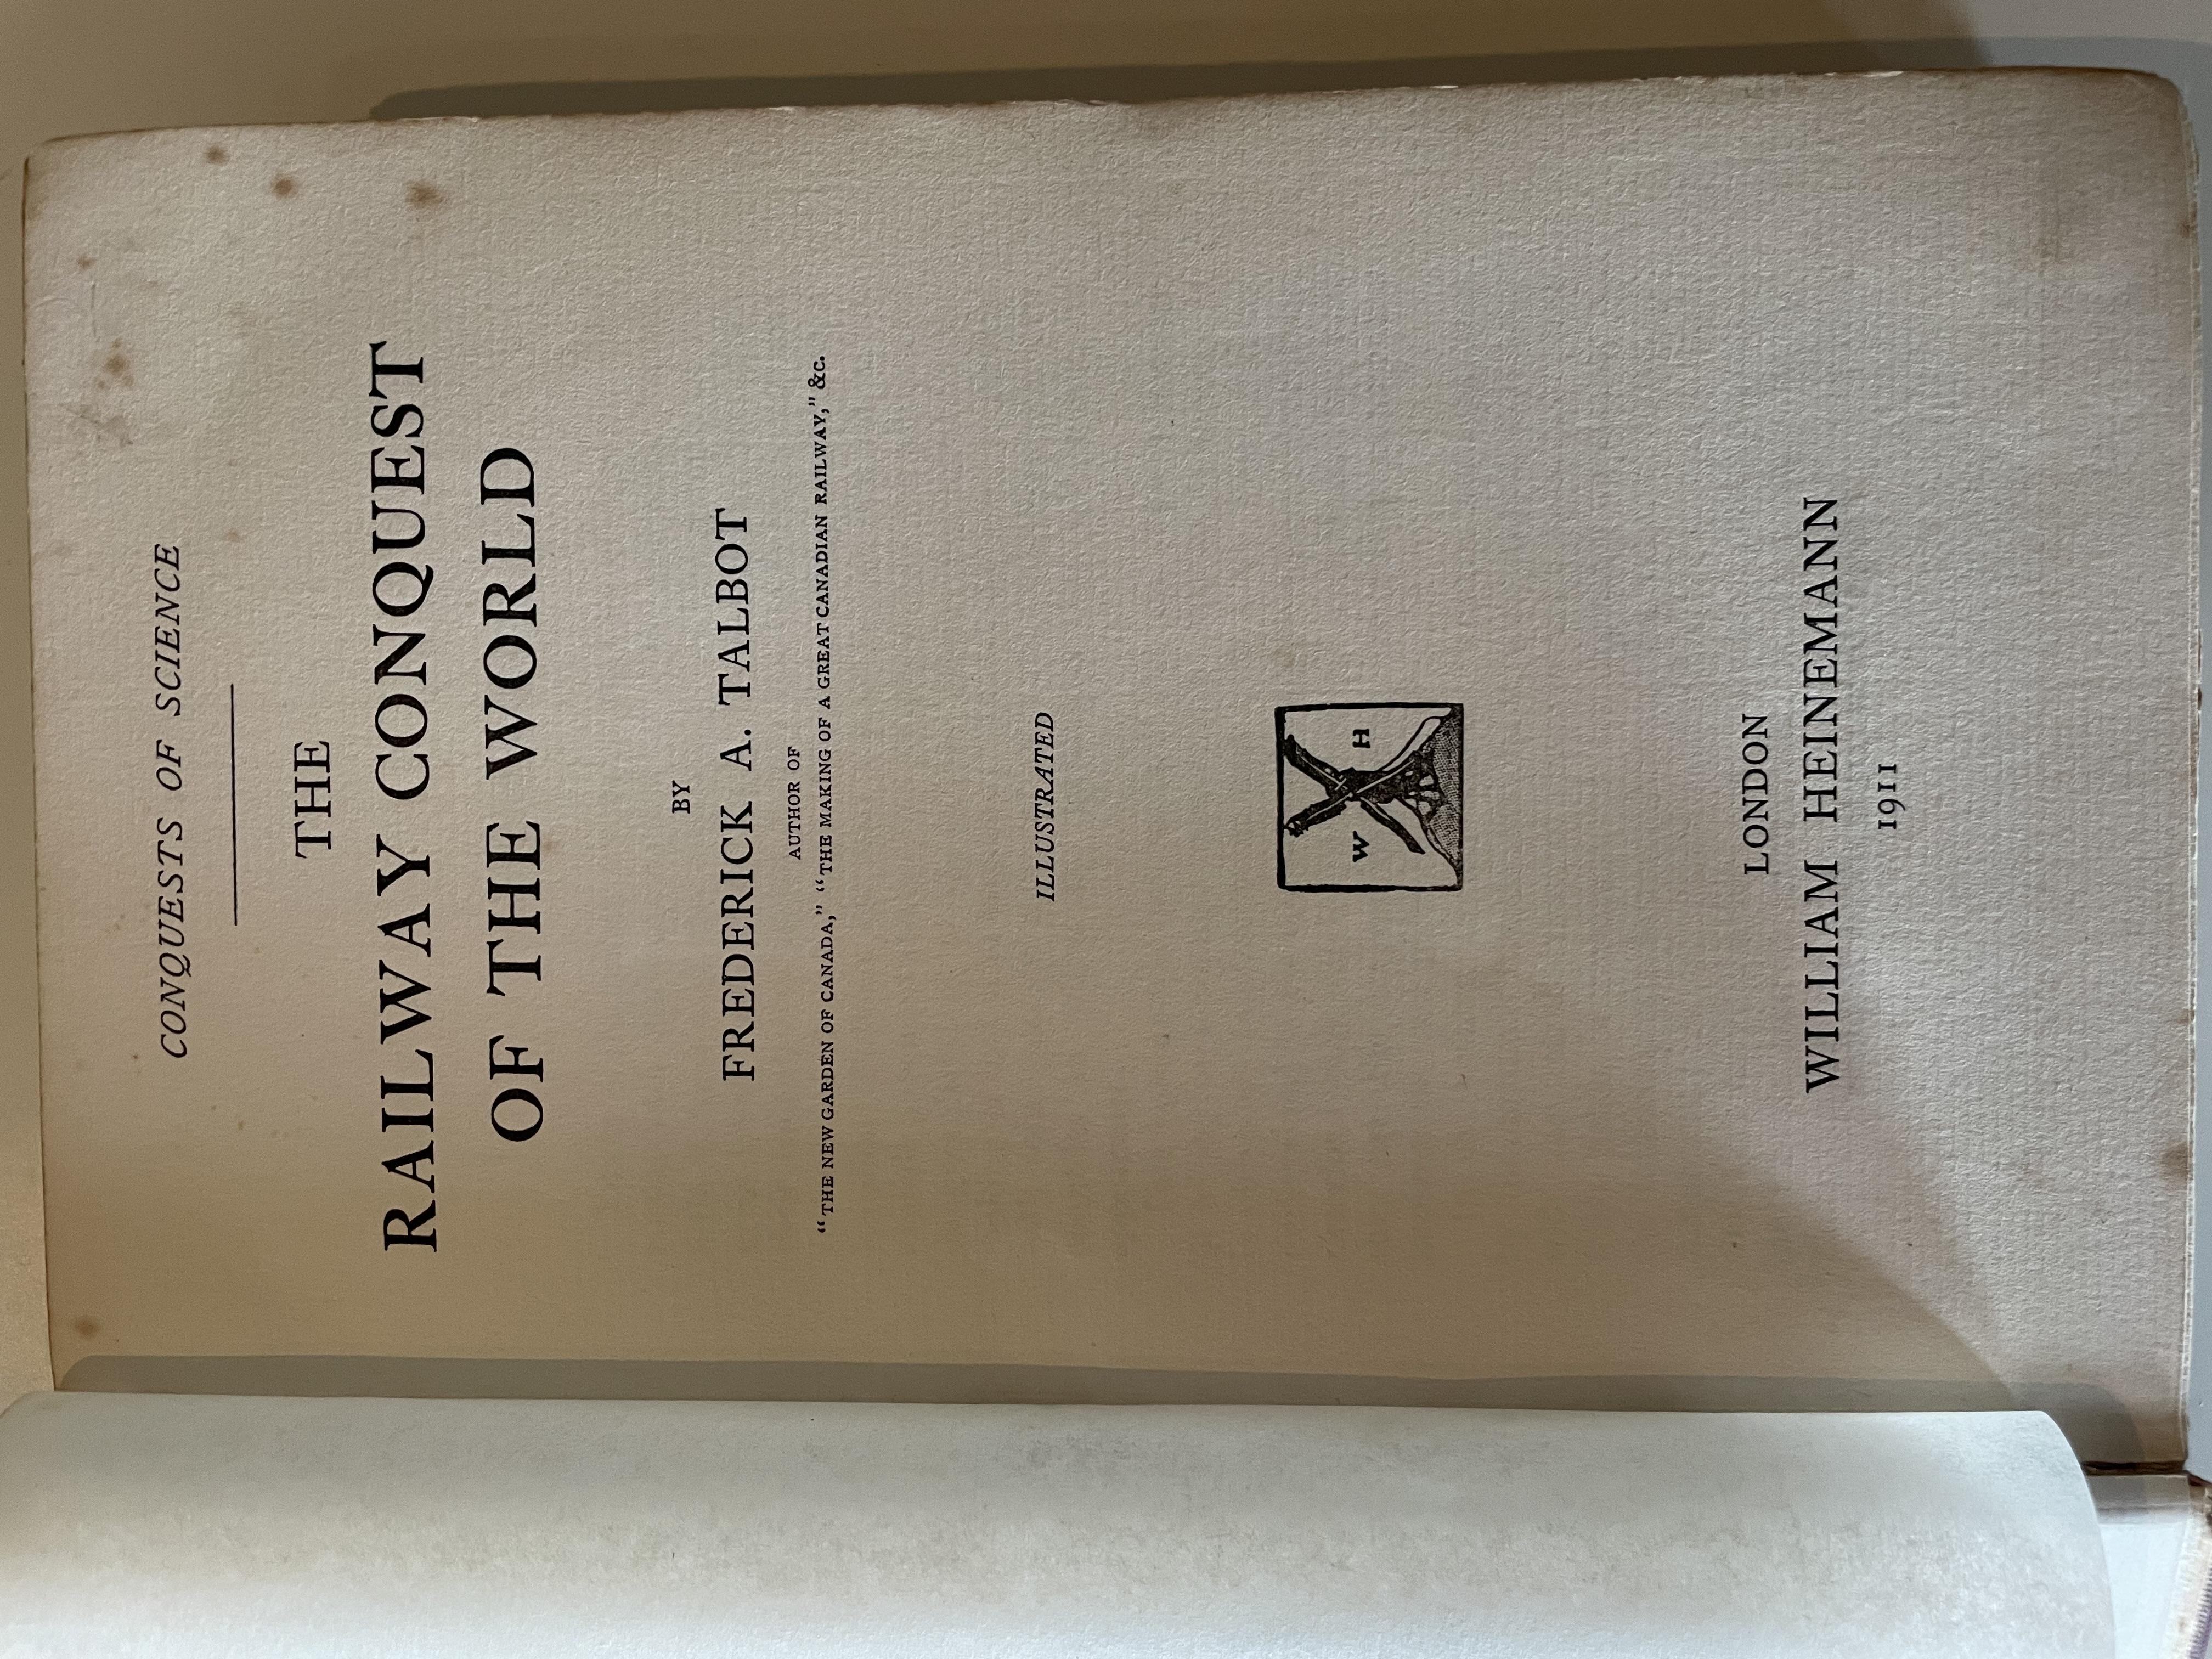 CONQUESTS OF SCIENCE
THE
RAILWAY CONQUEST
OF THE WORLD
BY
FREDERICK A. TALBOT
AUTHOR OF
“THE NEW GARDEN OF CANADA,” “THE MAKING OF A GREAT CANADIAN RAILWAY,” &c.
ILLUSTRATED
W H
LONDON
WILLIAM HEINEMANN
1911